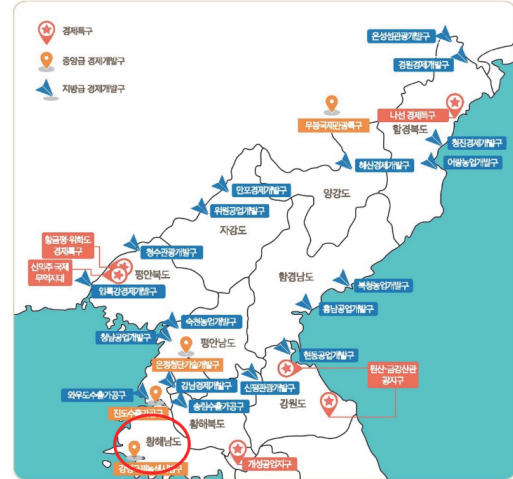 경제특구
중앙급 경제개발구
지방급 경제개발구
온성섬관광개발구
경원경제개발구
나선 경제특구
무봉국제관광특구
함경북도
청진경제개발구
어랑농업개발구
혜산경제개발구
양강도
만포경제개발구
위원공업개발구
자강도
황금평·위화도
경제특구
청수관광개발구
신의주 국제
무역지대
평안북도
압록강경제개발구
함경남도
북청농업개발구
흥남공업개발구
숙천농업개발구
청남공업개발구
평안남도
은정첨단기술개발구
현동공업개발구
원산·금강산관
광지구
강남경제개발구
신평관광개발구
와우도수출가공구
송림수출가공구
강원도
진도수출가공구
황해북도
황해남도
개성공업지구